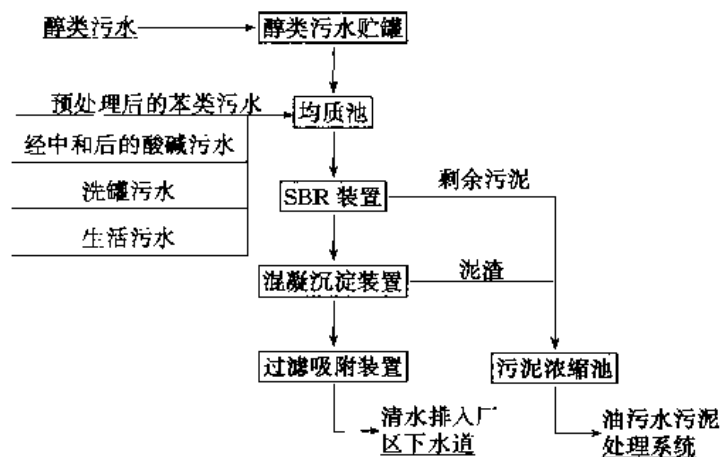 醇类污水
醇类污水贮罐
预处理后的苯类污水
均质池
经中和后的酸碱污水
洗罐污水
SBR 装置
剩余污泥
生活污水
混凝沉淀装置
泥渣
过滤吸附装置
污泥浓缩池
清水排入厂
区下水道
油污水污泥
处理系统